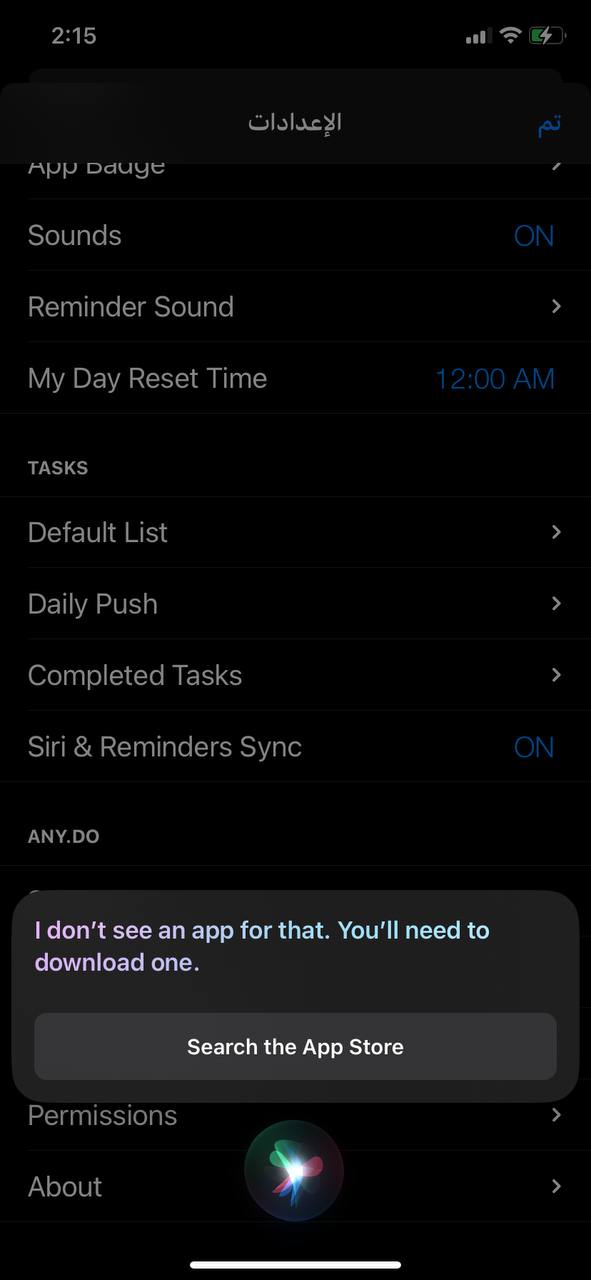 2:15
الإعدادات
تم
App Badge
Sounds
ON
Reminder Sound
My Day Reset Time
12:00 AM
TASKS
Default List
Daily Push
Completed Tasks
Siri & Reminders Sync
ON
ANY.DO
I don’t see an app for that. You’ll need to
download one.
Search the App Store
Permissions
About